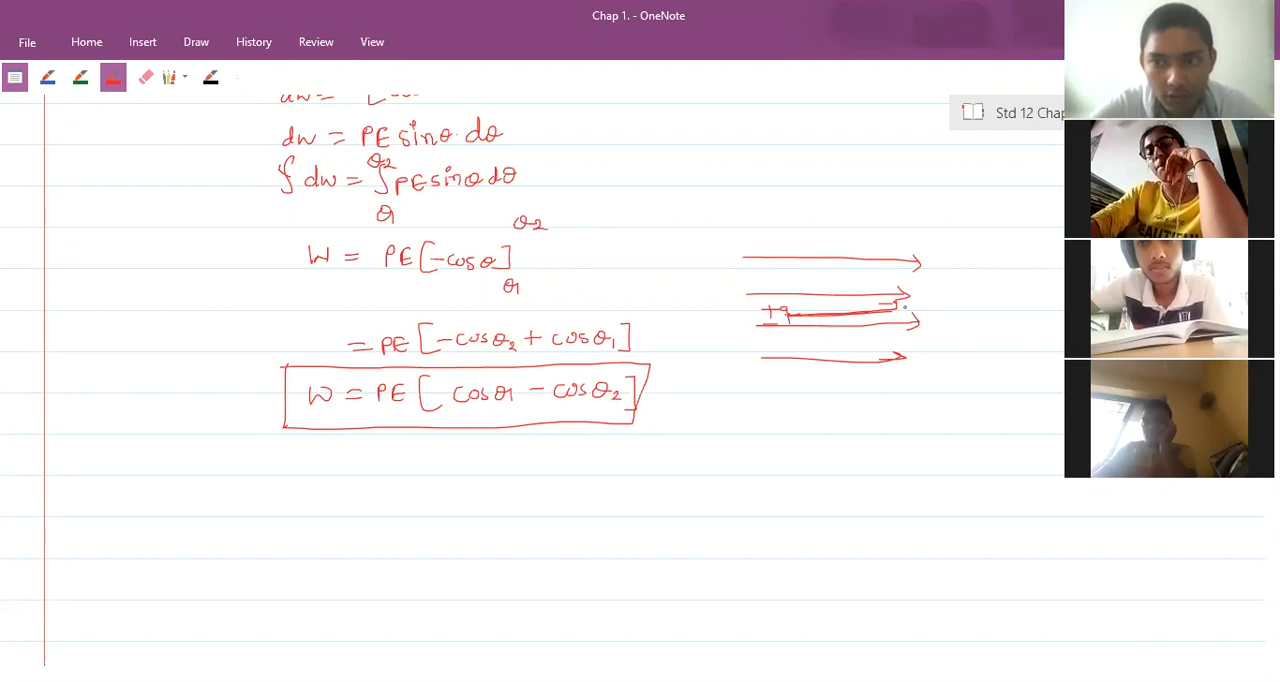 Chap 1. - OneNote
File Home Insert Draw History Review View
Std 12 Chap
dw = PE sinθ. dθ
∫ dw = ∫ PE sinθ dθ
θ2
θ1
W = PE [-cosθ]
θ2
θ1
+q -
= PE [-cosθ₂ + cosθ₁]
W = PE [ cosθ1 - cosθ₂]
BEAUTIFUL